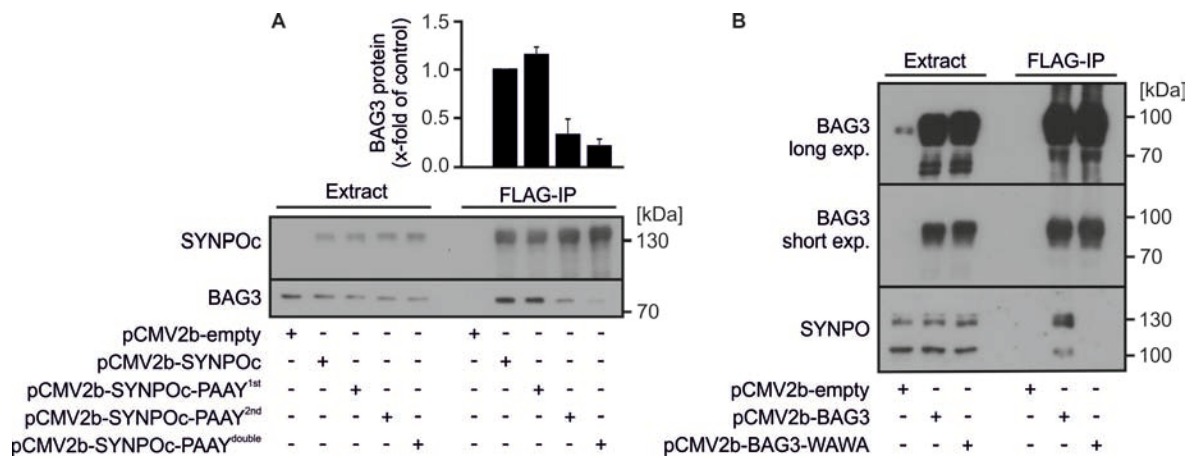 A
BAG3 protein
(x-fold of control)
1.5
1.0
0.5
0.0
Extract FLAG-IP
[kDa]
SYNPOc 130
BAG3 70
pCMV2b-empty + - - - - + - - - -
pCMV2b-SYNPOc - + - - - - + - - -
pCMV2b-SYNPOc-PAAY1st - - + - - - - + - -
pCMV2b-SYNPOc-PAAY2nd - - - + - - - - + -
pCMV2b-SYNPOc-PAAYdouble - - - - + - - - - +
B
Extract FLAG-IP
[kDa]
BAG3
long exp.
100
70
BAG3
short exp.
100
70
SYNPO
130
100
pCMV2b-empty + - - + - -
pCMV2b-BAG3 - + - - + -
pCMV2b-BAG3-WAWA - - + - - +